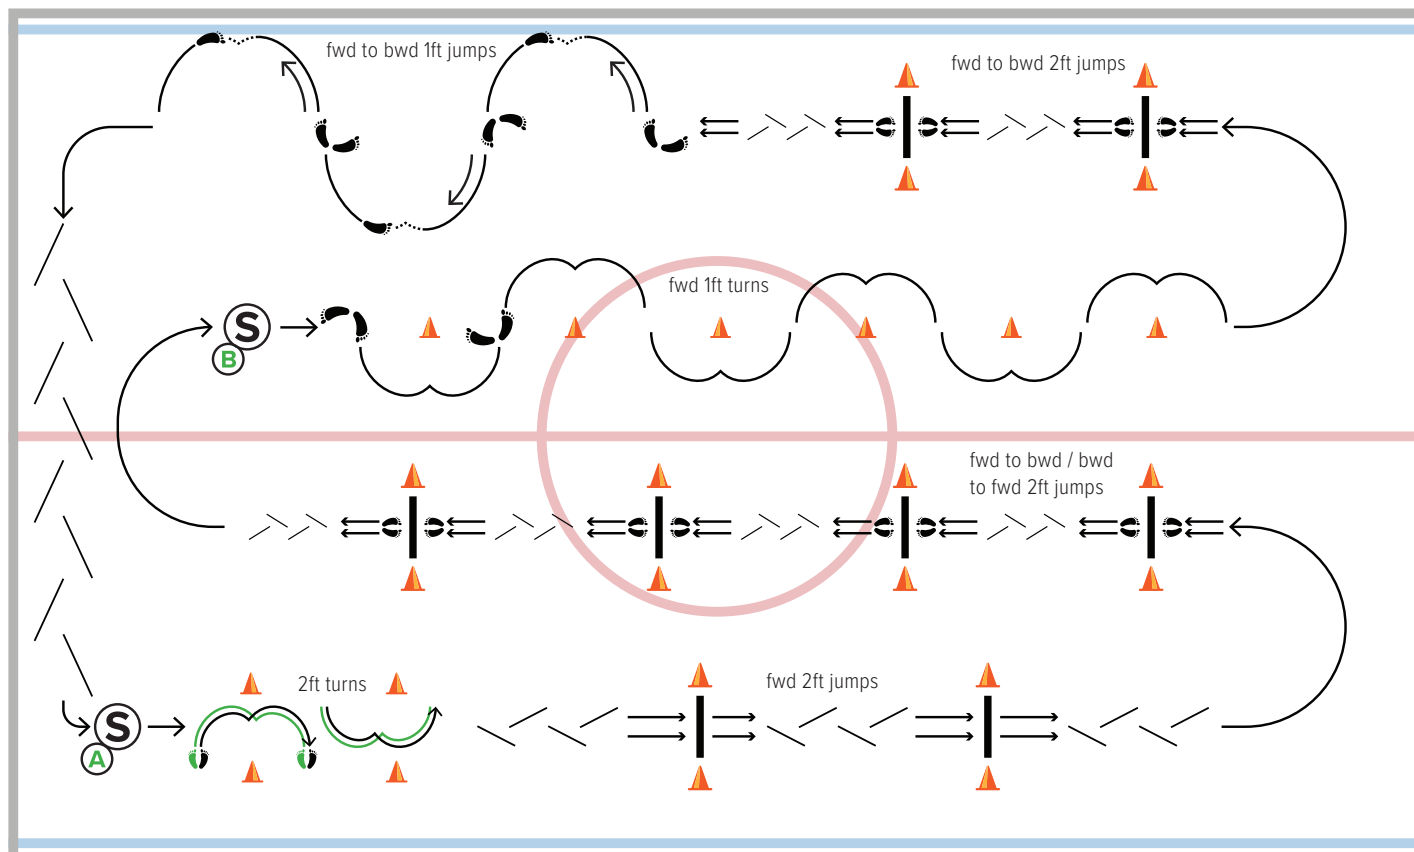 fwd to bwd 1ft jumps
fwd to bwd 2ft jumps
fwd 1ft turns
S
B
fwd to bwd / bwd
to fwd 2ft jumps
2ft turns
fwd 2ft jumps
S
A